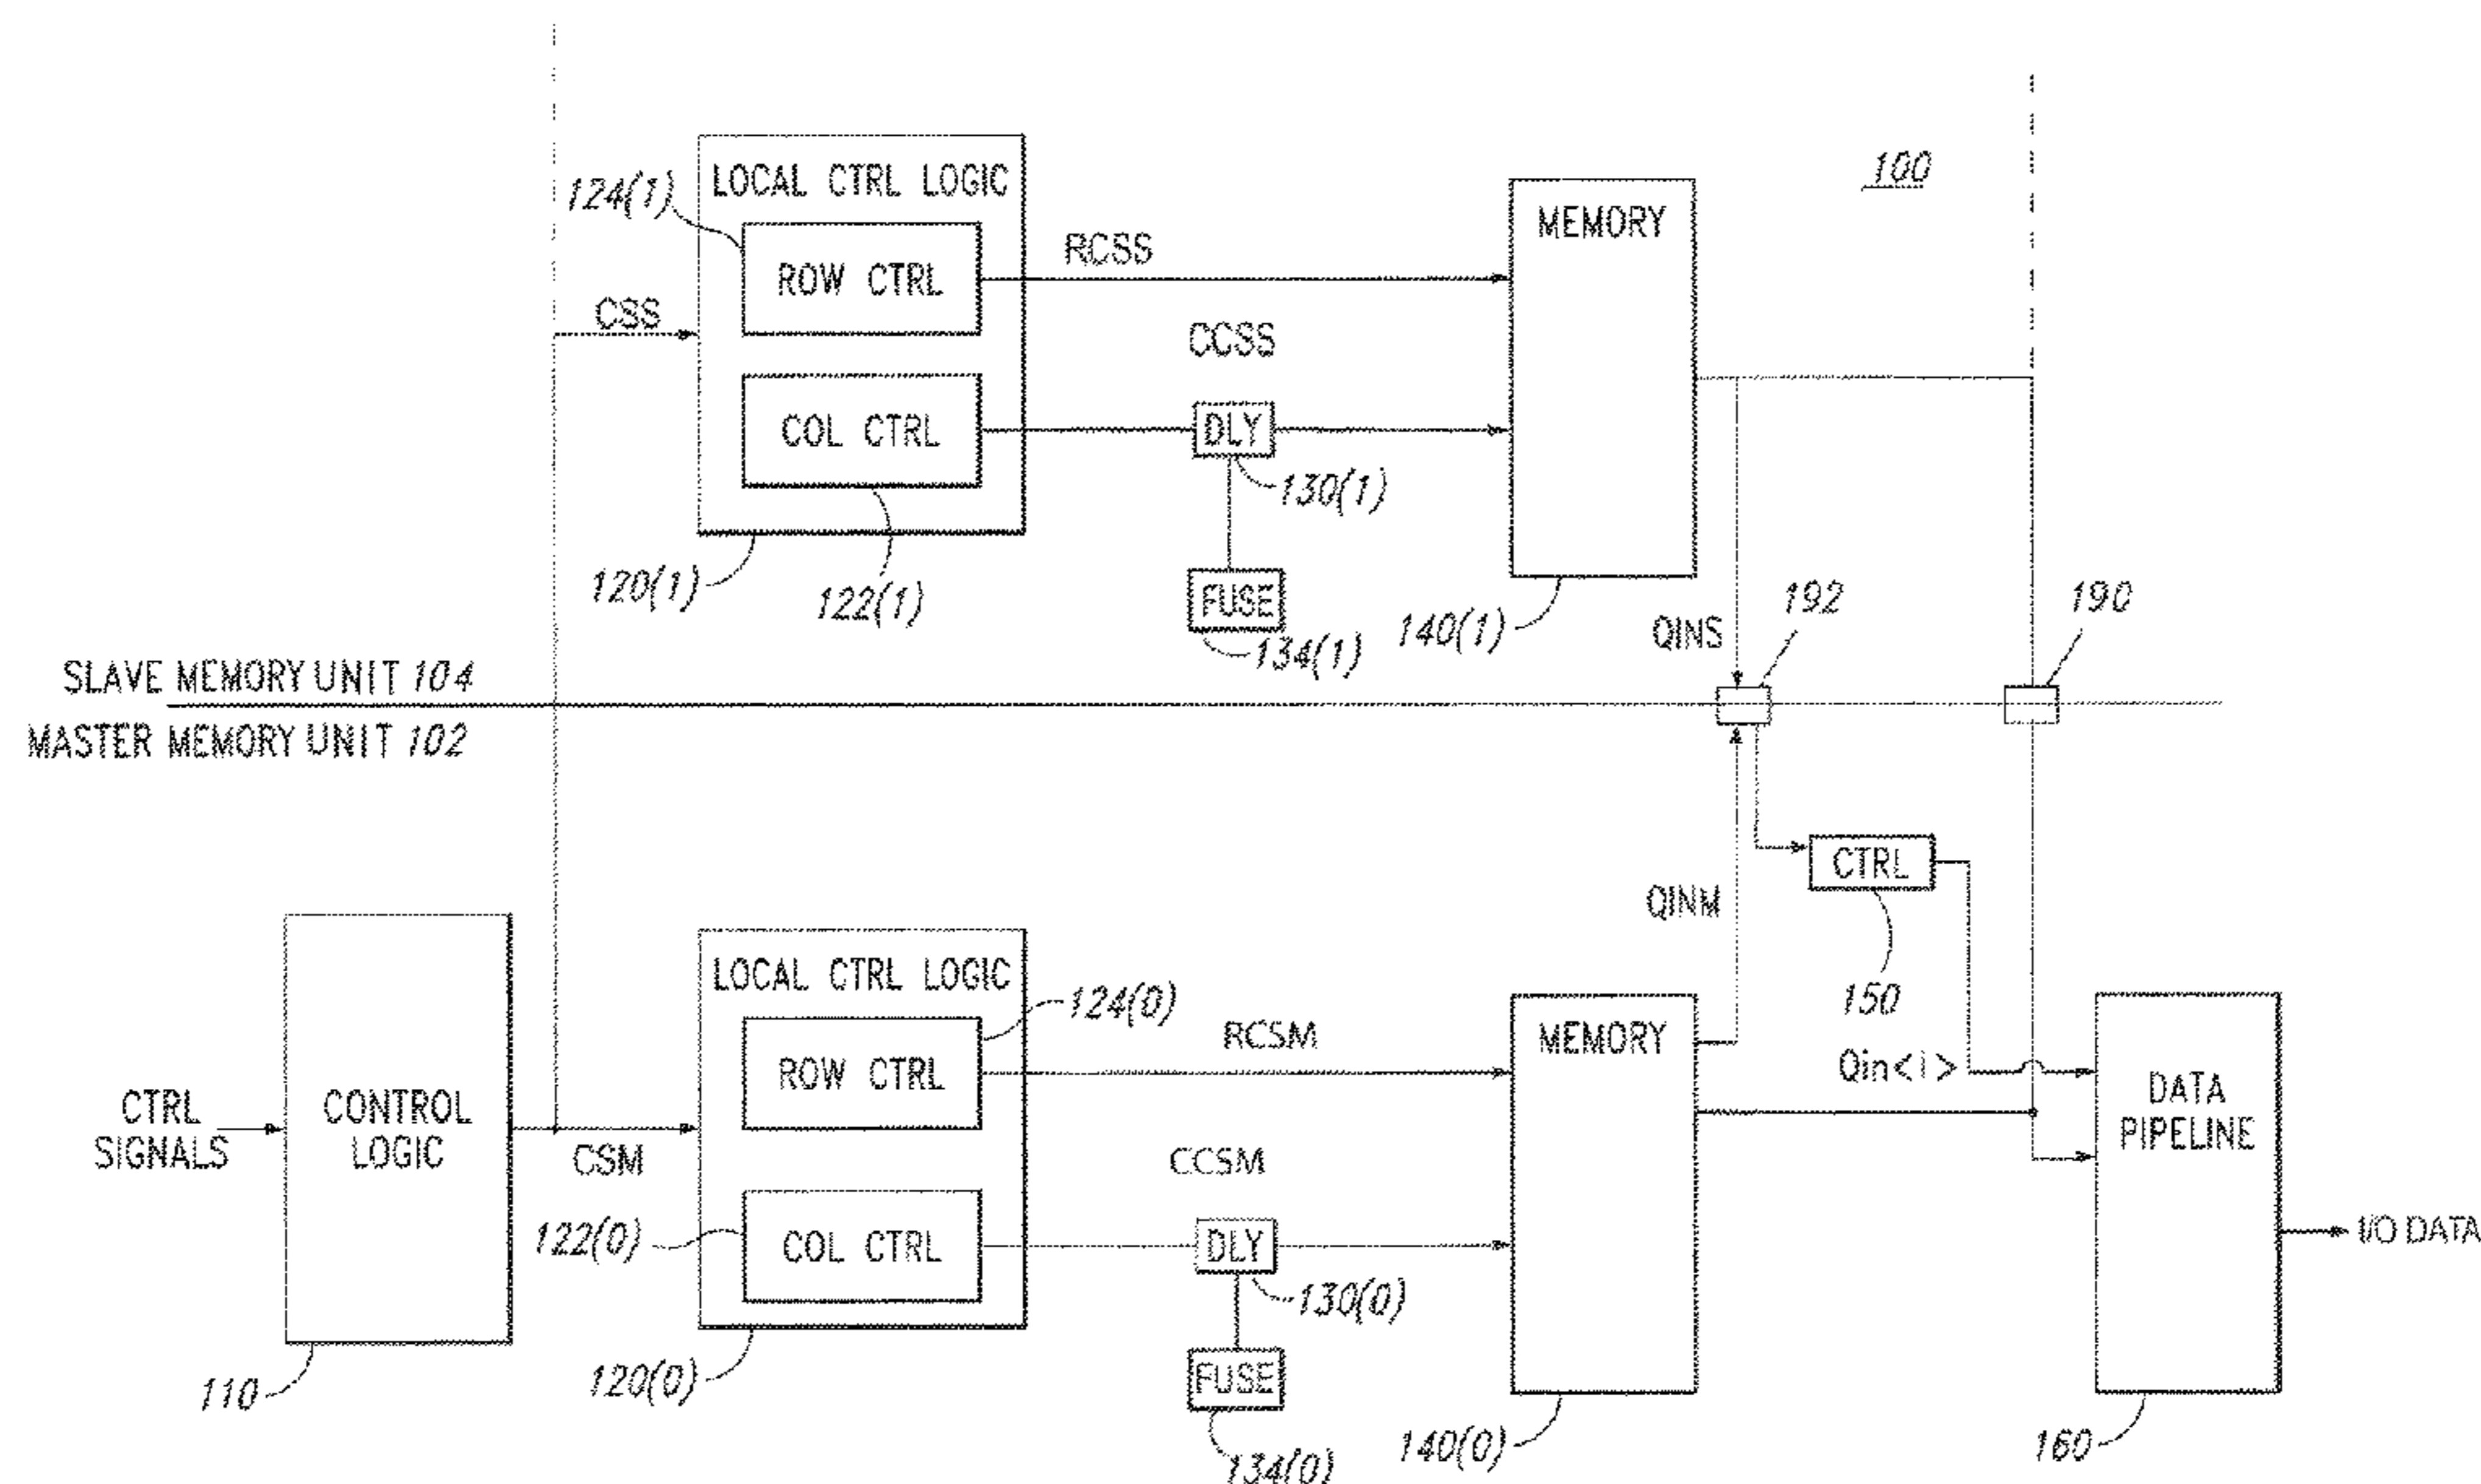 100
LOCAL CTRL LOGIC
124(1)
MEMORY
ROW CTRL
RCSS
CSS
CCSS
COL CTRL
DLY
130(1)
120(1)
122(1)
FUSE
134(1)
140(1)
QINS
192
190
SLAVE MEMORY UNIT 104
MASTER MEMORY UNIT 102
CTRL
150
QINM
CTRL
SIGNALS
CONTROL
LOGIC
CSM
LOCAL CTRL LOGIC
124(0)
ROW CTRL
RCSM
MEMORY
Qin<i>
DATA
PIPELINE
CCSM
122(0)
COL CTRL
DLY
130(0)
I/O DATA
110
120(0)
FUSE
134(0)
140(0)
160